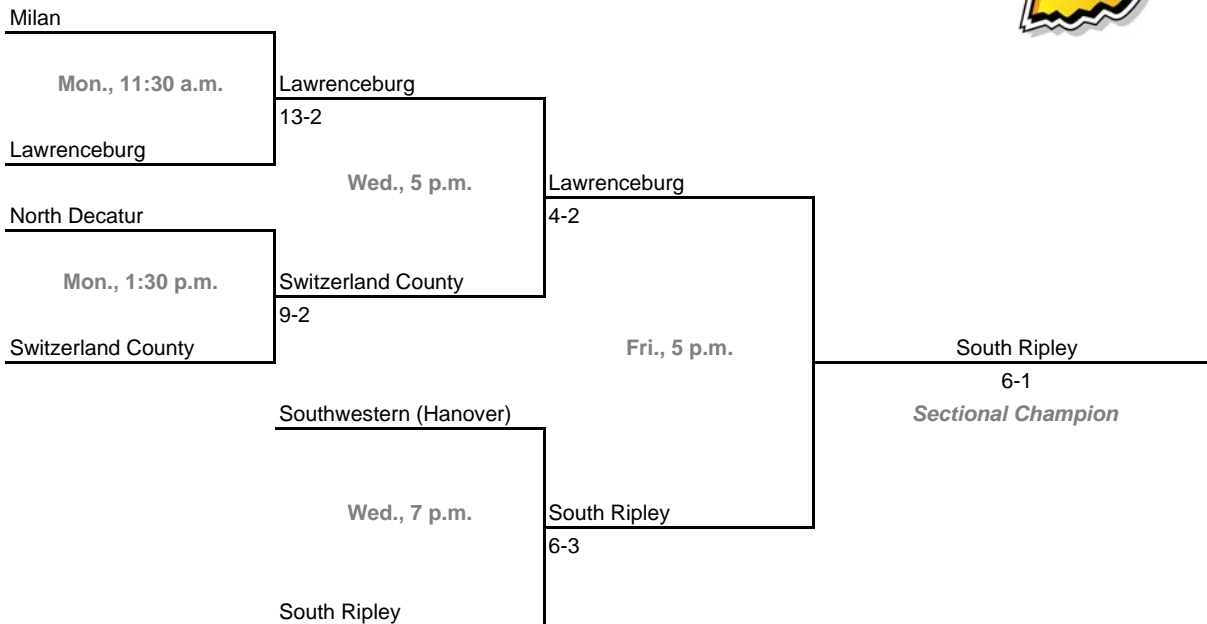 Milan
Mon., 11:30 a.m.
Lawrenceburg
13-2
Lawrenceburg
Wed., 5 p.m.
Lawrenceburg
4-2
North Decatur
Mon., 1:30 p.m.
Switzerland County
9-2
Switzerland County
Fri., 5 p.m.
South Ripley
6-1
Sectional Champion
Southwestern (Hanover)
Wed., 7 p.m.
South Ripley
6-3
South Ripley